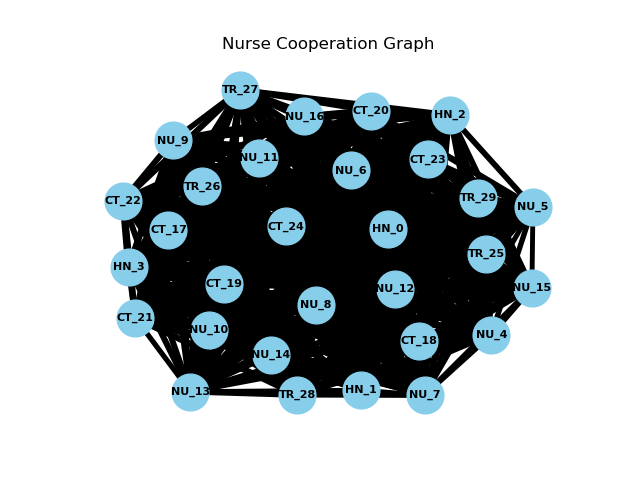 Nurse Cooperation Graph
TR_27
CT_20
HN_2
NU_16
NU_9
NU_11
CT_23
NU_6
TR_26
TR_29
CT_22
NU_5
CT_24
HN_0
CT_17
TR_25
HN_3
CT_19
NU_12
NU_15
NU_8
CT_21
NU_10
NU_4
CT_18
NU_14
HN_1
NU_13
TR_28
NU_7